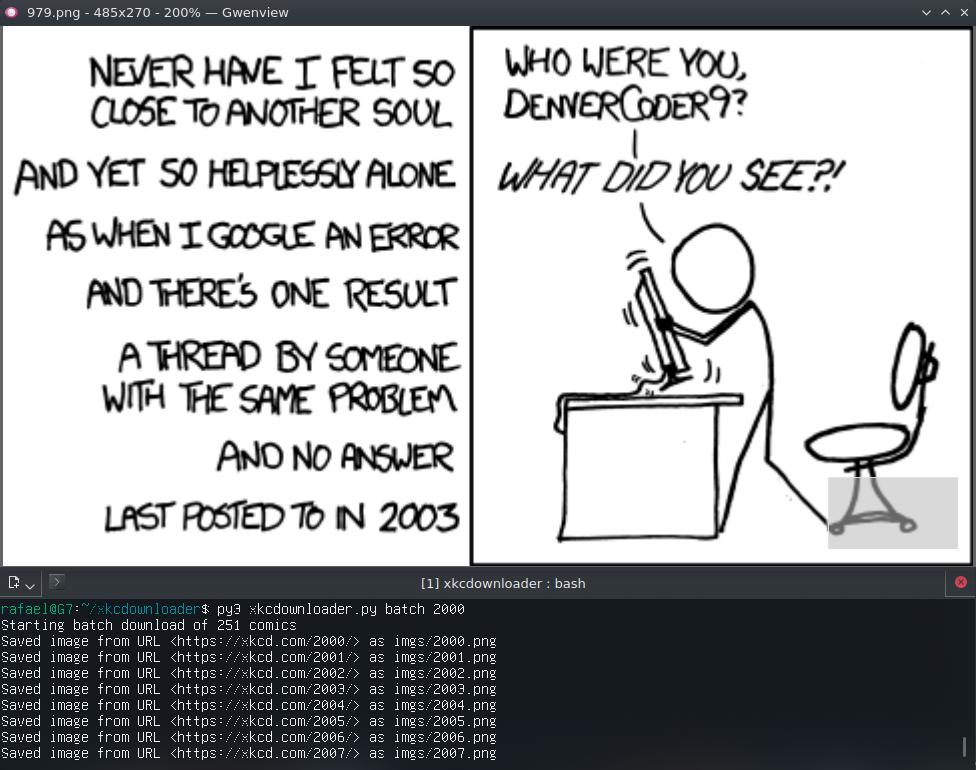 979.png - 485x270 - 200% — Gwenview
NEVER HAVE I FELT SO
CLOSE TO ANOTHER SOUL
AND YET SO HELPLESSLY ALONE
AS WHEN I GOOGLE AN ERROR
AND THERE'S ONE RESULT
A THREAD BY SOMEONE
WITH THE SAME PROBLEM
AND NO ANSWER
LAST POSTED TO IN 2003
WHO WERE YOU,
DENVERCODER9?
WHAT DID YOU SEE?!
[1] xkcdownloader : bash
rafael@G7:~/xkcdownloader$ py3 xkcdownloader.py batch 2000
Starting batch download of 251 comics
Saved image from URL <https://xkcd.com/2000/> as imgs/2000.png
Saved image from URL <https://xkcd.com/2001/> as imgs/2001.png
Saved image from URL <https://xkcd.com/2002/> as imgs/2002.png
Saved image from URL <https://xkcd.com/2003/> as imgs/2003.png
Saved image from URL <https://xkcd.com/2004/> as imgs/2004.png
Saved image from URL <https://xkcd.com/2005/> as imgs/2005.png
Saved image from URL <https://xkcd.com/2006/> as imgs/2006.png
Saved image from URL <https://xkcd.com/2007/> as imgs/2007.png